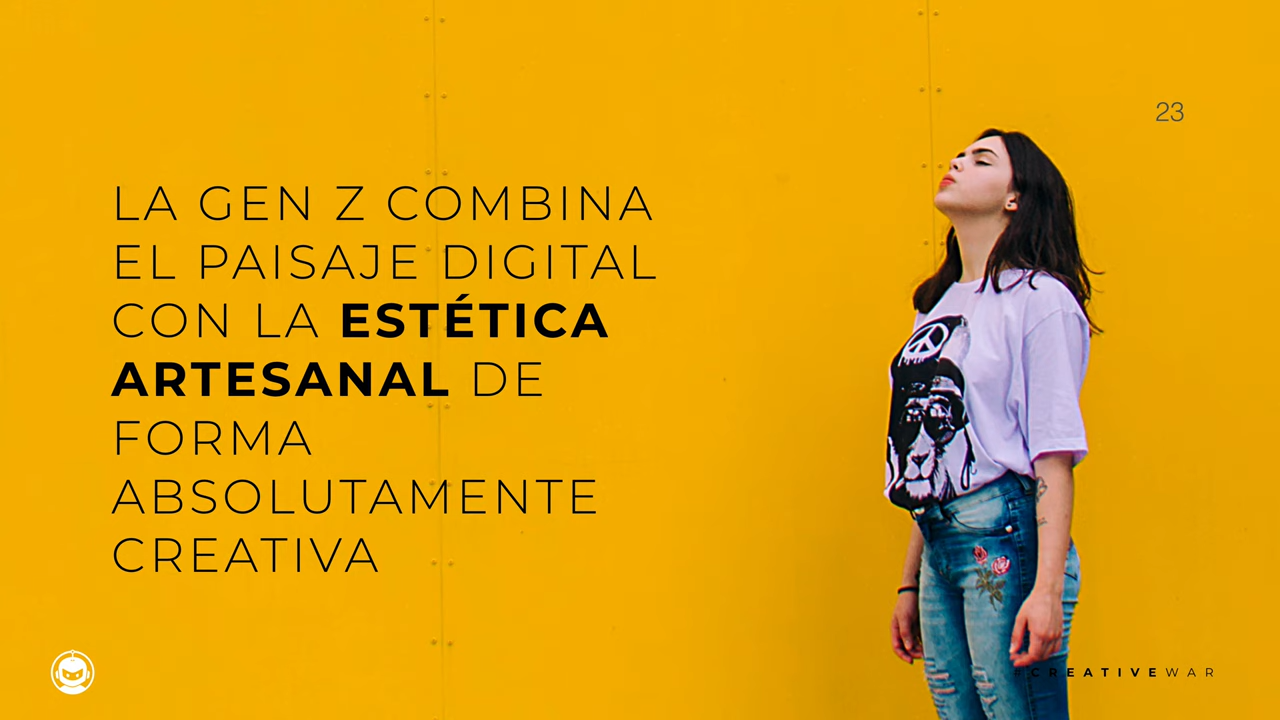 23
LA GEN Z COMBINA
EL PAISAJE DIGITAL
CON LA ESTÉTICA
ARTESANAL DE
FORMA
ABSOLUTAMENTE
CREATIVA
#CREATIVEWAR